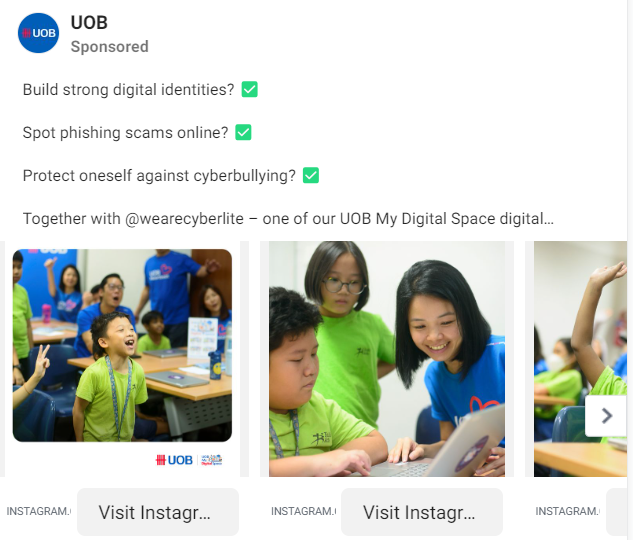 UOB
UOB
Sponsored
Build strong digital identities? ✅
Spot phishing scams online? ✅
Protect oneself against cyberbullying? ✅
Together with @wearecyberlite – one of our UOB My Digital Space digital...
UOB
UOB
UOB
INSTAGRAM.
Visit Instagr...
INSTAGRAM.
Visit Instagr...
INSTAGRAM.